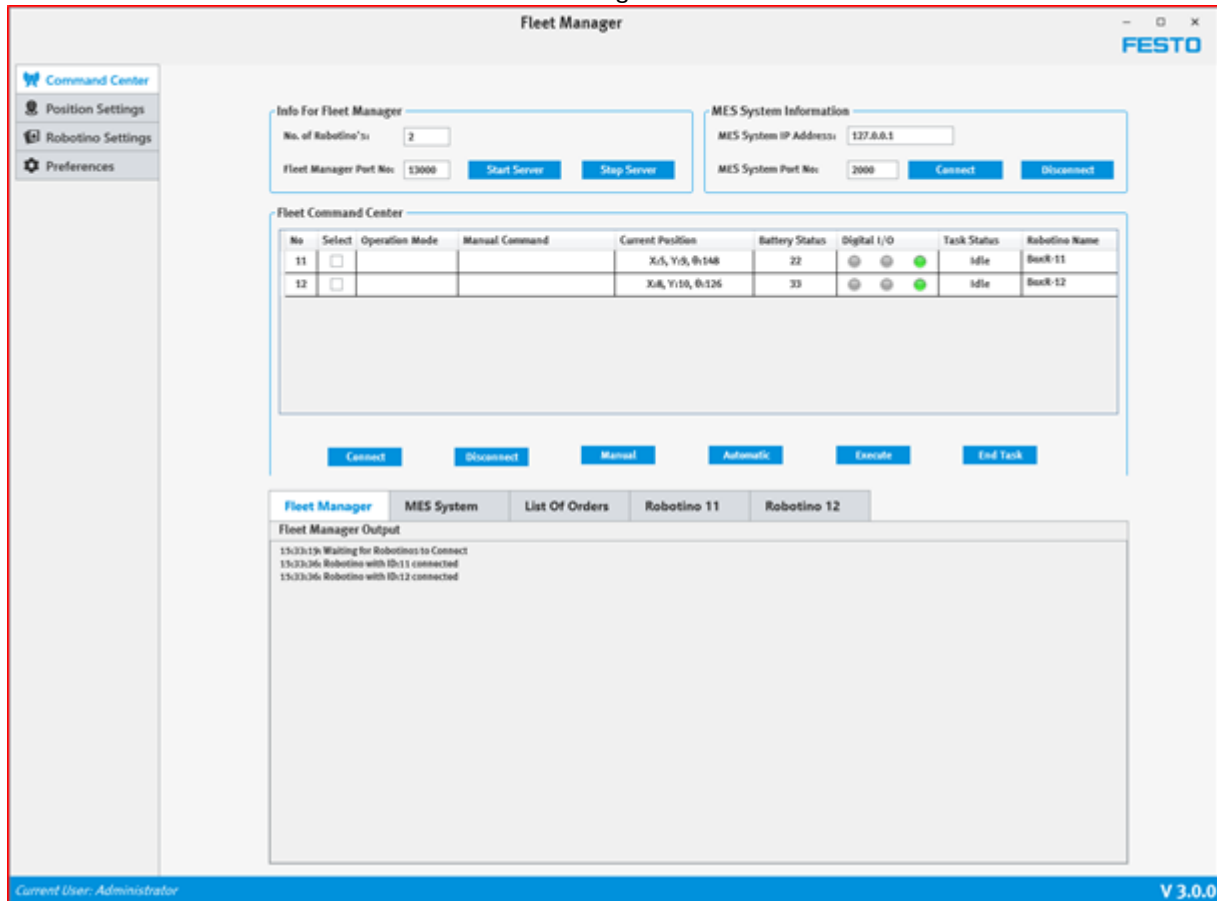 Fleet Manager
FESTO
Command Center
Position Settings
Robotino Settings
Preferences
Info For Fleet Manager
No. of Robotino's: 2
Fleet Manager Port No: 13000 Start Server Stop Server
MES System Information
MES System IP Address: 127.0.0.1
MES System Port No: 2000 Connect Disconnect
Fleet Command Center
No Select Operation Mode Manual Command Current Position Battery Status Digital I/O Task Status Robotino Name
11 X:5, Y:9, θ:148 22 Idle BoxR-11
12 X:8, Y:10, θ:126 33 Idle BoxR-12
Connect Disconnect Manual Automatic Execute End Task
Fleet Manager MES System List Of Orders Robotino 11 Robotino 12
Fleet Manager Output
15:33:19: Waiting for Robotinos to Connect
15:33:36: Robotino with ID:11 connected
15:33:36: Robotino with ID:12 connected
Current User: Administrator V 3.0.0